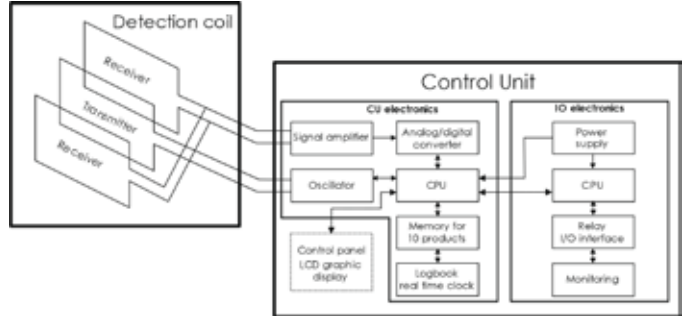 Detection coil
Receiver
Transmitter
Receiver
Control Unit
CU electronics
IO electronics
Signal amplifier
Analog/digital
converter
Power
supply
Oscillator
CPU
CPU
Control panel
LCD graphic
display
Memory for
10 products
Relay
I/O interface
Logbook
real time clock
Monitoring